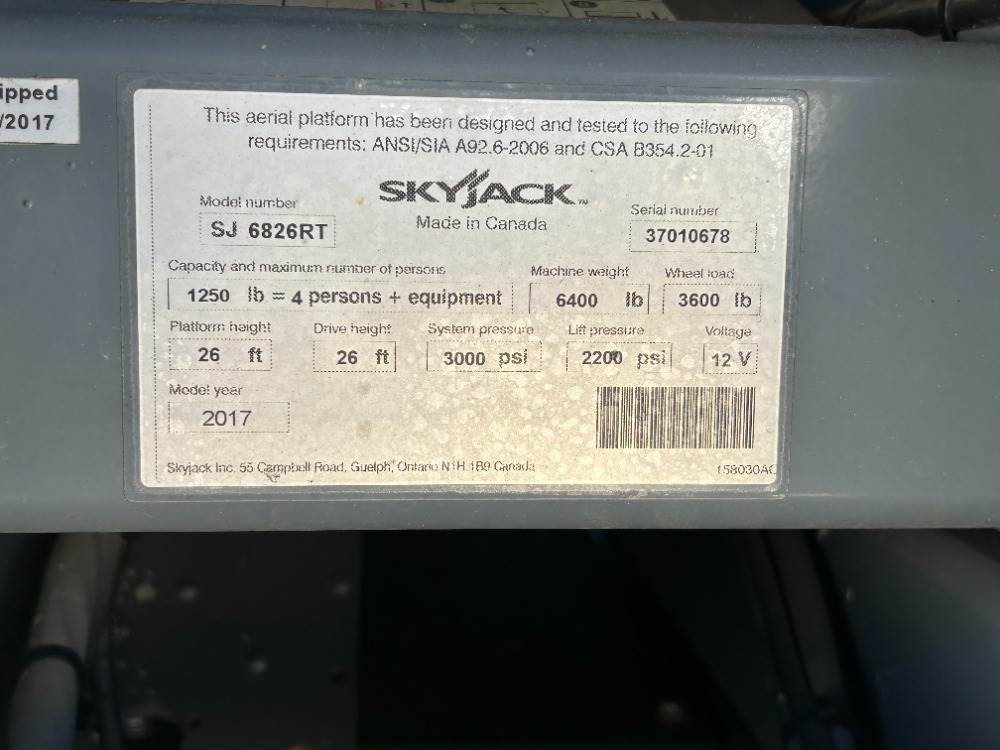 ipped
/2017
This aerial platform has been designed and tested to the following
requirements: ANSI/SIA A92.6-2006 and CSA B354.2-01
SKYJACK™
Made in Canada
Model number
SJ 6826RT
Serial number
37010678
Capacity and maximum number of persons
1250 lb = 4 persons + equipment
Machine weight
6400 lb
Wheel load
3600 lb
Platform height
26 ft
Drive height
26 ft
System pressure
3000 psi
Lift pressure
2200 psi
Voltage
12 V
Model year
2017
Skyjack Inc. 55 Campbell Road, Guelph, Ontario N1H 1B9 Canada
158030AC